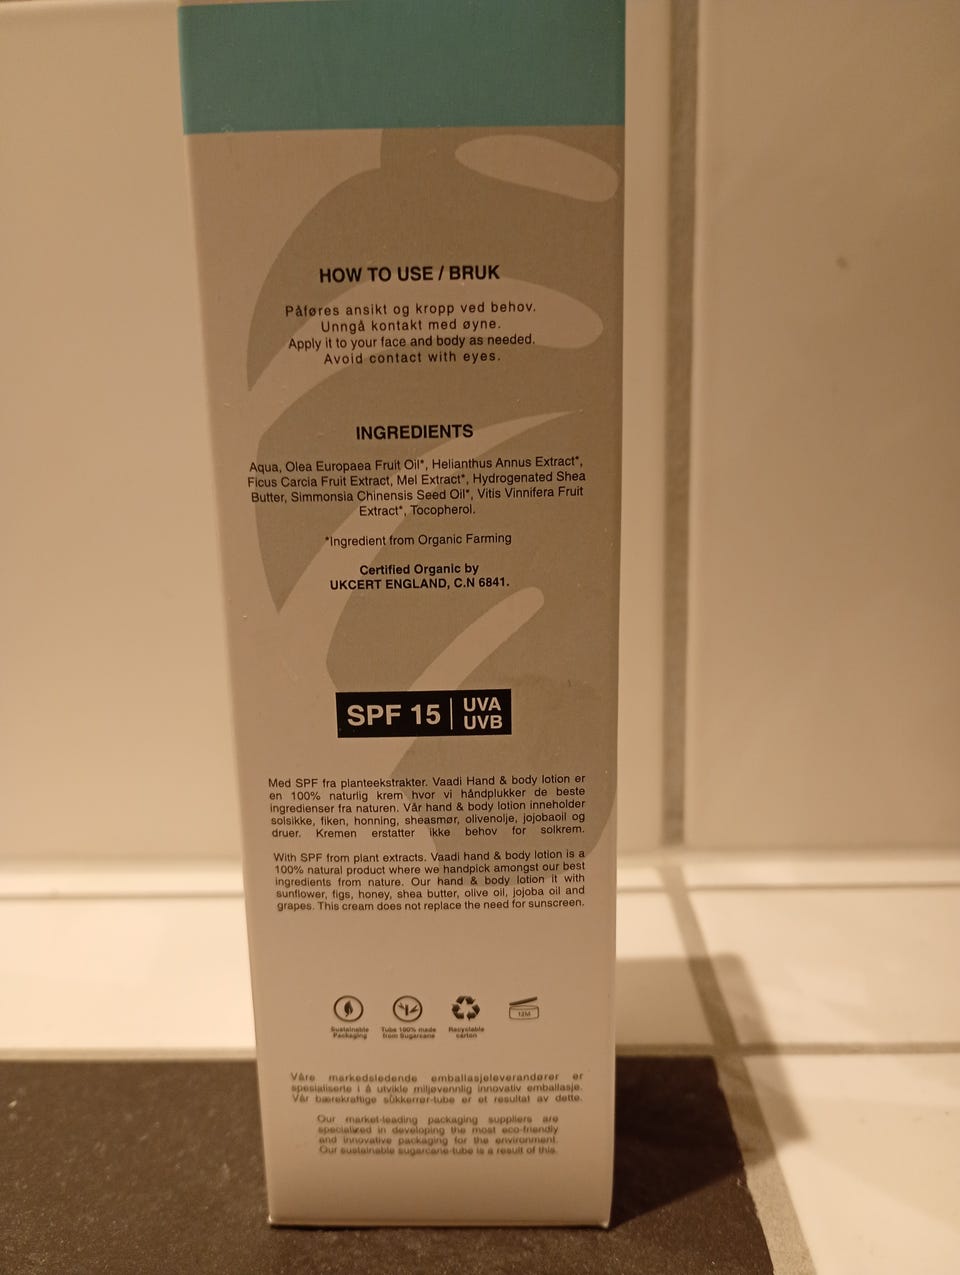 HOW TO USE / BRUK
Påføres ansikt og kropp ved behov.
Unngå kontakt med øyne.
Apply it to your face and body as needed.
Avoid contact with eyes.
INGREDIENTS
Aqua, Olea Europaea Fruit Oil*, Helianthus Annus Extract*,
Ficus Carcia Fruit Extract, Mel Extract*, Hydrogenated Shea
Butter, Simmonsia Chinensis Seed Oil*, Vitis Vinnifera Fruit
Extract*, Tocopherol.
*Ingredient from Organic Farming
Certified Organic by
UKCERT ENGLAND, C.N 6841.
SPF 15 | UVA
UVB
Med SPF fra planteekstrakter. Vaadi Hand & body lotion er
en 100% naturlig krem hvor vi håndplukker de beste
ingredienser fra naturen. Vår hand & body lotion inneholder
solsikke, fiken, honning, sheasmør, olivenolje, jojobaoil og
druer. Kremen erstatter ikke behov for solkrem.
With SPF from plant extracts. Vaadi hand & body lotion is a
100% natural product where we handpick amongst our best
ingredients from nature. Our hand & body lotion it with
sunflower, figs, honey, shea butter, olive oil, jojoba oil and
grapes. This cream does not replace the need for sunscreen.
Sustainable
Packaging
Tube 100% made
from Sugarcane
Recyclable
carton
12M
Våre markedsledende emballasjeleverandører er
spesialiserte i å utvikle miljøvennlig innovativ emballasje.
Vår bærekraftige sûkkerrør-tube er et resultat av dette.
Our market-leading packaging suppliers are
specialized in developing the most eco-friendly
and innovative packaging for the environment.
Our sustainable sugarcane-tube is a result of this.